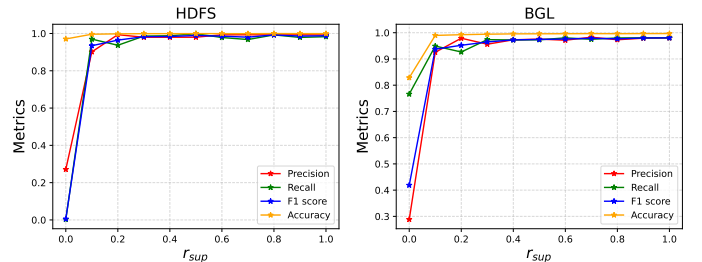 HDFS
1.0
0.8
0.6
0.4
0.2
0.0
Metrics
Precision
Recall
F1 score
Accuracy
0.0 0.2 0.4 0.6 0.8 1.0
r_sup
BGL
1.0
0.9
0.8
0.7
0.6
0.5
0.4
0.3
Metrics
Precision
Recall
F1 score
Accuracy
0.0 0.2 0.4 0.6 0.8 1.0
r_sup